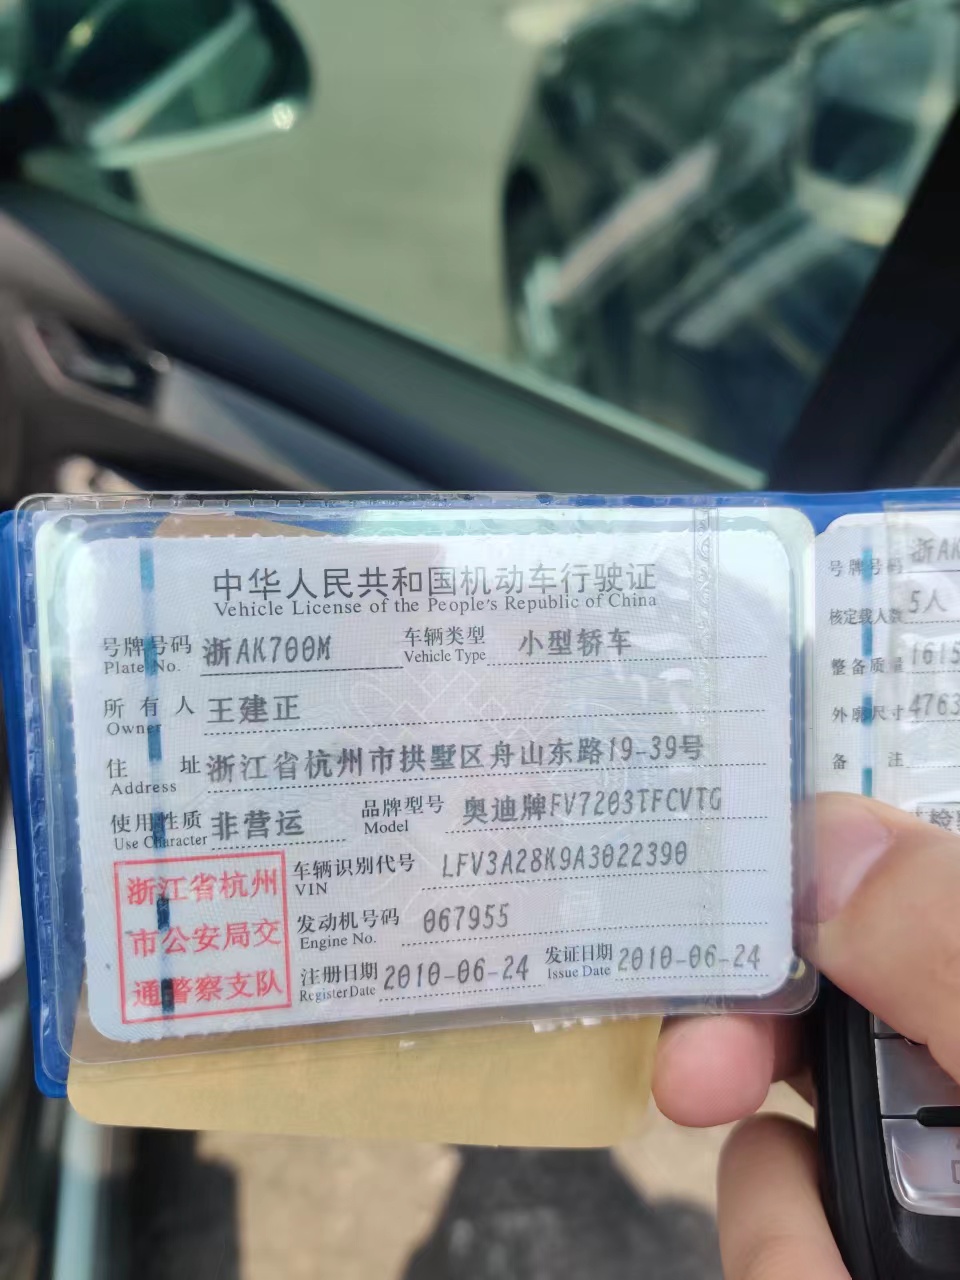 中华人民共和国机动车行驶证
Vehicle License of the People's Republic of China
号牌号码 浙AK700M 车辆类型 小型轿车
Plate No. Vehicle Type
所有人 王建正
Owner
住址 浙江省杭州市拱墅区舟山东路19-39号
Address
使用性质 非营运 品牌型号 奥迪牌FV7203TFCVTG
Use Character Model
车辆识别代号 LFV3A28K9A3022390
VIN
发动机号码 067955
Engine No.
注册日期 2010-06-24 发证日期 2010-06-24
Register Date Issue Date
浙江省杭州
市公安局交
通警察支队
号牌号码 浙AK
核定载人数 5人
整备质量 1615
外廓尺寸 4763
备注
检